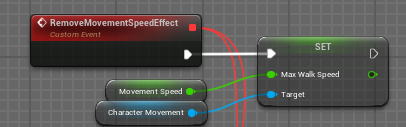 RemoveMovementSpeedEffect
Custom Event
SET
Movement Speed
Max Walk Speed
Character Movement
Target